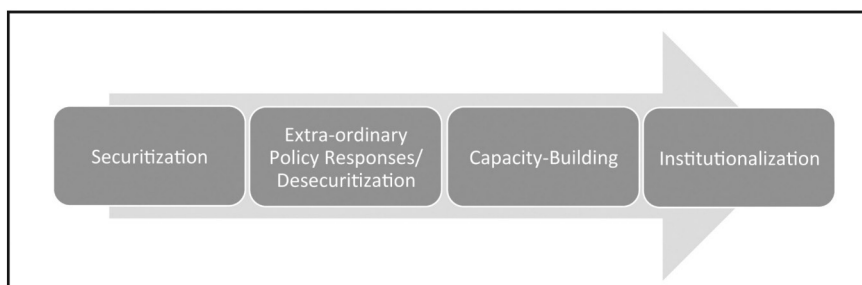 Securitization
Extra-ordinary
Policy Responses/
Desecuritization
Capacity-Building
Institutionalization